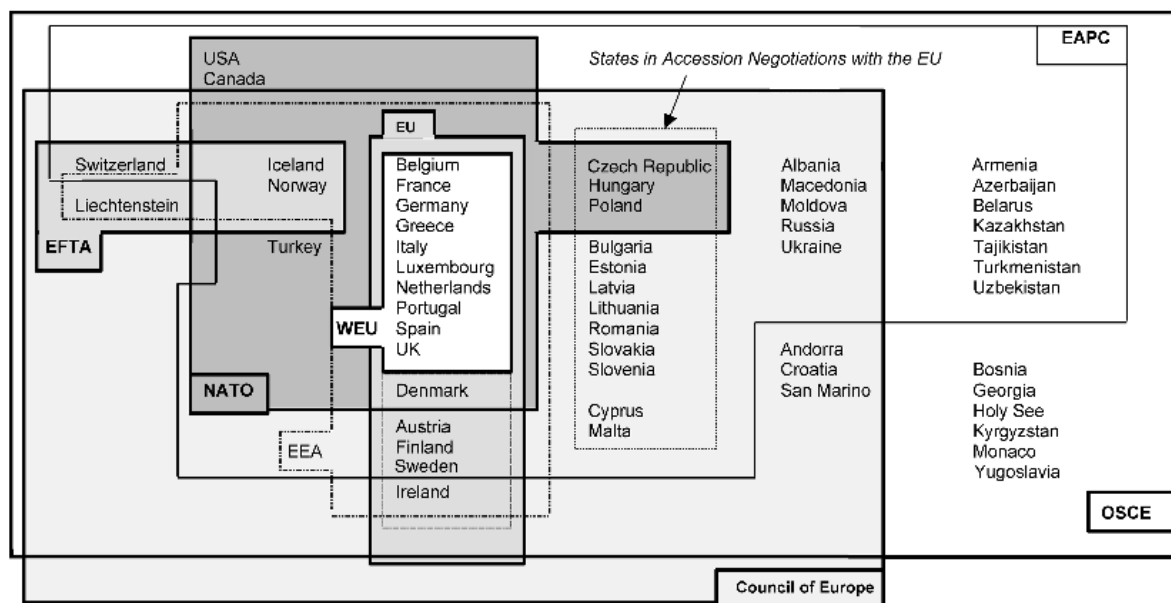 EAPC
USA
Canada
States in Accession Negotiations with the EU
EU
Switzerland
Liechtenstein
EFTA
Iceland
Norway
Turkey
Belgium
France
Germany
Greece
Italy
Luxembourg
Netherlands
Portugal
Spain
UK
WEU
NATO
Denmark
EEA
Austria
Finland
Sweden
Ireland
Czech Republic
Hungary
Poland
Bulgaria
Estonia
Latvia
Lithuania
Romania
Slovakia
Slovenia
Cyprus
Malta
Albania
Macedonia
Moldova
Russia
Ukraine
Andorra
Croatia
San Marino
Armenia
Azerbaijan
Belarus
Kazakhstan
Tajikistan
Turkmenistan
Uzbekistan
Bosnia
Georgia
Holy See
Kyrgyzstan
Monaco
Yugoslavia
OSCE
Council of Europe